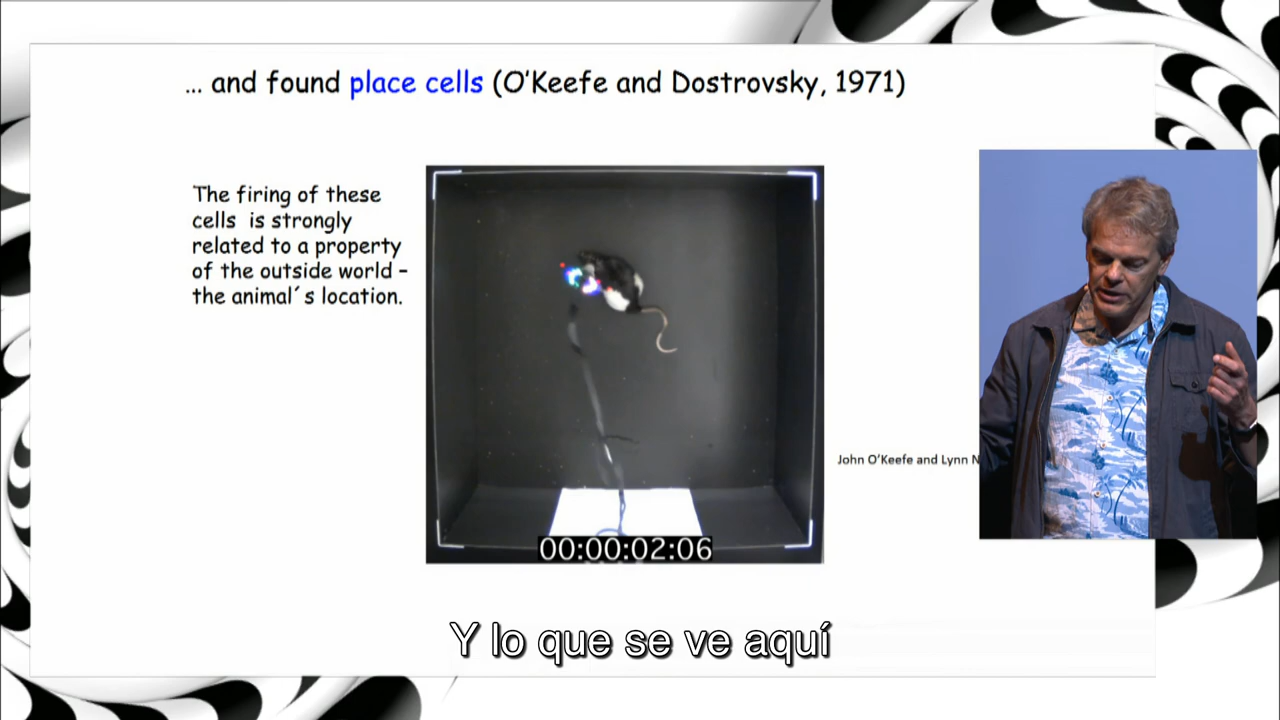 ... and found place cells (O'Keefe and Dostrovsky, 1971)
The firing of these
cells is strongly
related to a property
of the outside world –
the animal´s location.
John O'Keefe and Lynn N
00:00:02:06
Y lo que se ve aquí